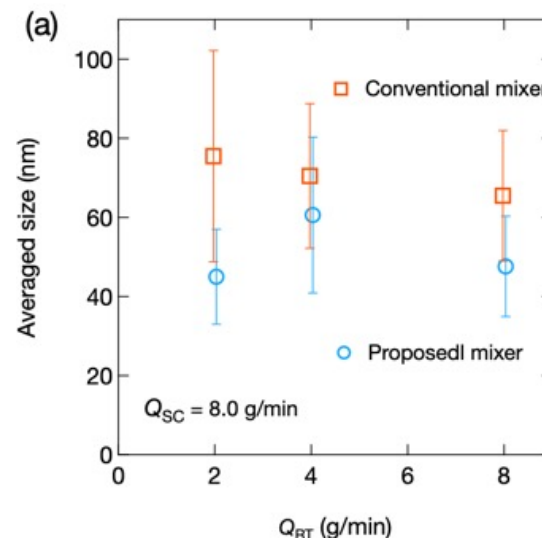 (a)
100
80
60
40
20
0
Averaged size (nm)
Conventional mixer
Proposedl mixer
QSC = 8.0 g/min
0 2 4 6 8
QRT (g/min)